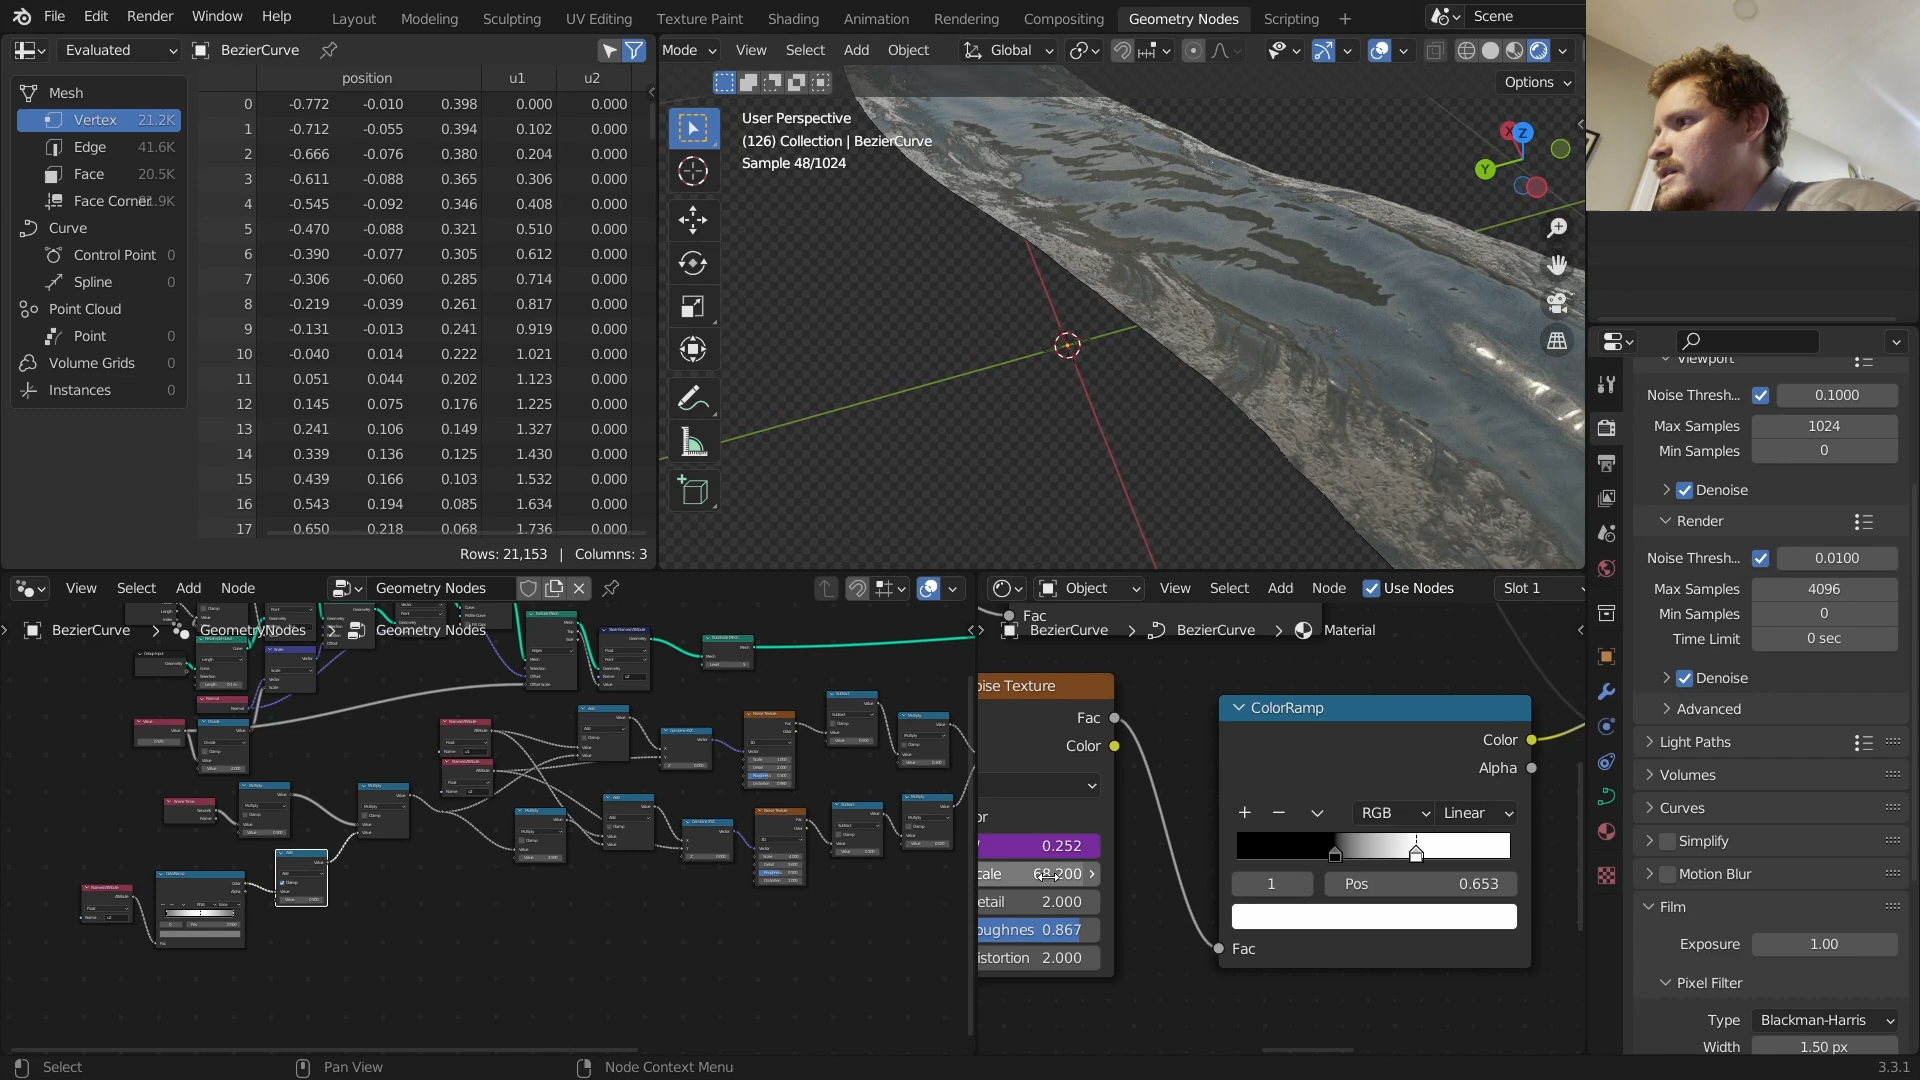 File Edit Render Window Help
Layout Modeling Sculpting UV Editing Texture Paint Shading Animation Rendering Compositing Geometry Nodes Scripting
Scene
Evaluated BezierCurve
Mode View Select Add Object Global
Options
position u1 u2
Mesh
Vertex 21.2K
Edge 41.6K
Face 20.5K
Face Corner
Curve
Control Point 0
Spline 0
Point Cloud
Point 0
Volume Grids 0
Instances 0
0 -0.772 -0.010 0.398 0.000 0.000
1 -0.712 -0.055 0.394 0.102 0.000
2 -0.666 -0.076 0.380 0.204 0.000
3 -0.611 -0.088 0.365 0.306 0.000
4 -0.545 -0.092 0.346 0.408 0.000
5 -0.470 -0.088 0.321 0.510 0.000
6 -0.390 -0.077 0.305 0.612 0.000
7 -0.306 -0.060 0.285 0.714 0.000
8 -0.219 -0.039 0.261 0.817 0.000
9 -0.131 -0.013 0.241 0.919 0.000
10 -0.040 0.014 0.222 1.021 0.000
11 0.051 0.044 0.202 1.123 0.000
12 0.145 0.075 0.176 1.225 0.000
13 0.241 0.106 0.149 1.327 0.000
14 0.339 0.136 0.125 1.430 0.000
15 0.439 0.166 0.103 1.532 0.000
16 0.543 0.194 0.085 1.634 0.000
17 0.650 0.218 0.068 1.736 0.000
Rows: 21,153 | Columns: 3
User Perspective
(126) Collection | BezierCurve
Sample 48/1024
X Z
Y
Viewport
Noise Thresh... 0.1000
Max Samples 1024
Min Samples 0
Denoise
Render
Noise Thresh... 0.0100
Max Samples 4096
Min Samples 0
Time Limit 0 sec
Denoise
Advanced
Light Paths
Volumes
Curves
Simplify
Motion Blur
Film
Exposure 1.00
Pixel Filter
Type Blackman-Harris
Width 1.50 px
View Select Add Node Geometry Nodes
BezierCurve > GeometryNodes > Geometry Nodes
Object View Select Add Node Use Nodes Slot 1
Fac
BezierCurve > BezierCurve > Material
oise Texture
Fac
Color
or
0.252
cale 68.200
etail 2.000
oughnes 0.867
istortion 2.000
ColorRamp
Color
Alpha
RGB Linear
1 Pos 0.653
Fac
Select Pan View Node Context Menu 3.3.1